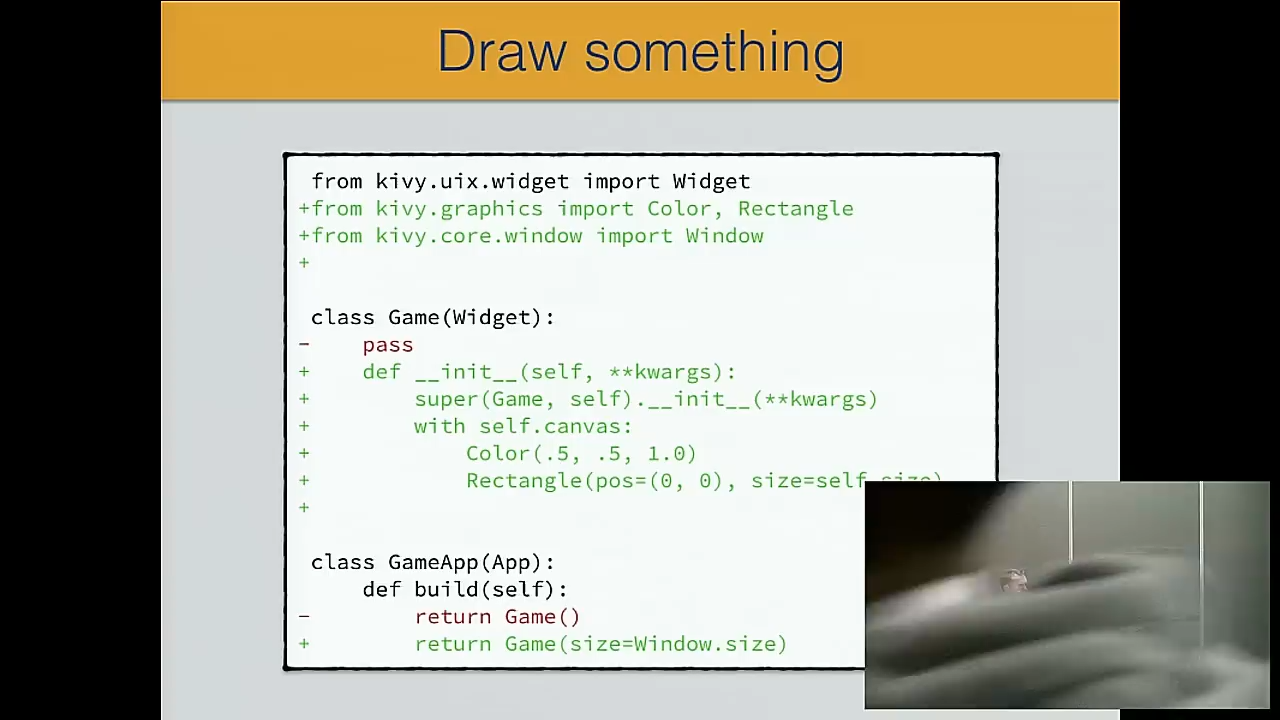 Draw something
from kivy.uix.widget import Widget
+from kivy.graphics import Color, Rectangle
+from kivy.core.window import Window
+
class Game(Widget):
-    pass
+    def __init__(self, **kwargs):
+        super(Game, self).__init__(**kwargs)
+        with self.canvas:
+            Color(.5, .5, 1.0)
+            Rectangle(pos=(0, 0), size=self.size)
+
class GameApp(App):
    def build(self):
-        return Game()
+        return Game(size=Window.size)